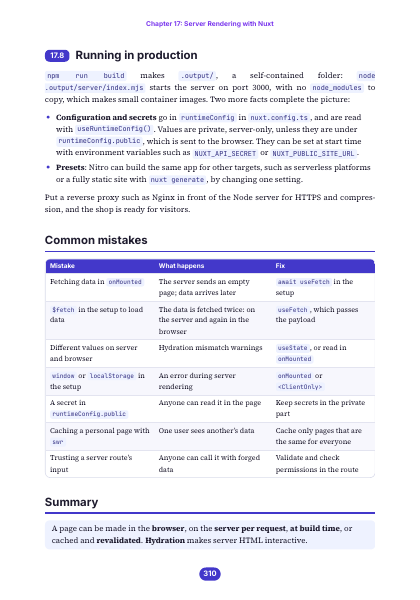 Chapter 17: Server Rendering with Nuxt
17.8 Running in production
npm run build makes .output/, a self-contained folder: node
.output/server/index.mjs starts the server on port 3000, with no node_modules to
copy, which makes small container images. Two more facts complete the picture:
• Configuration and secrets go in runtimeConfig in nuxt.config.ts, and are read
with useRuntimeConfig(). Values are private, server-only, unless they are under
runtimeConfig.public, which is sent to the browser. They can be set at start time
with environment variables such as NUXT_API_SECRET or NUXT_PUBLIC_SITE_URL.
• Presets: Nitro can build the same app for other targets, such as serverless platforms
or a fully static site with nuxt generate, by changing one setting.
Put a reverse proxy such as Nginx in front of the Node server for HTTPS and compres-
sion, and the shop is ready for visitors.
Common mistakes
Mistake What happens Fix
Fetching data in onMounted The server sends an empty await useFetch in the
page; data arrives later setup
$fetch in the setup to load The data is fetched twice: on useFetch, which passes
data the server and again in the the payload
browser
Different values on server Hydration mismatch warnings useState, or read in
and browser onMounted
window or localStorage in An error during server onMounted or
the setup rendering <ClientOnly>
A secret in Anyone can read it in the page Keep secrets in the private
runtimeConfig.public part
Caching a personal page with One user sees another's data Cache only pages that are
swr the same for everyone
Trusting a server route's Anyone can call it with forged Validate and check
input data permissions in the route
Summary
A page can be made in the browser, on the server per request, at build time, or
cached and revalidated. Hydration makes server HTML interactive.
310